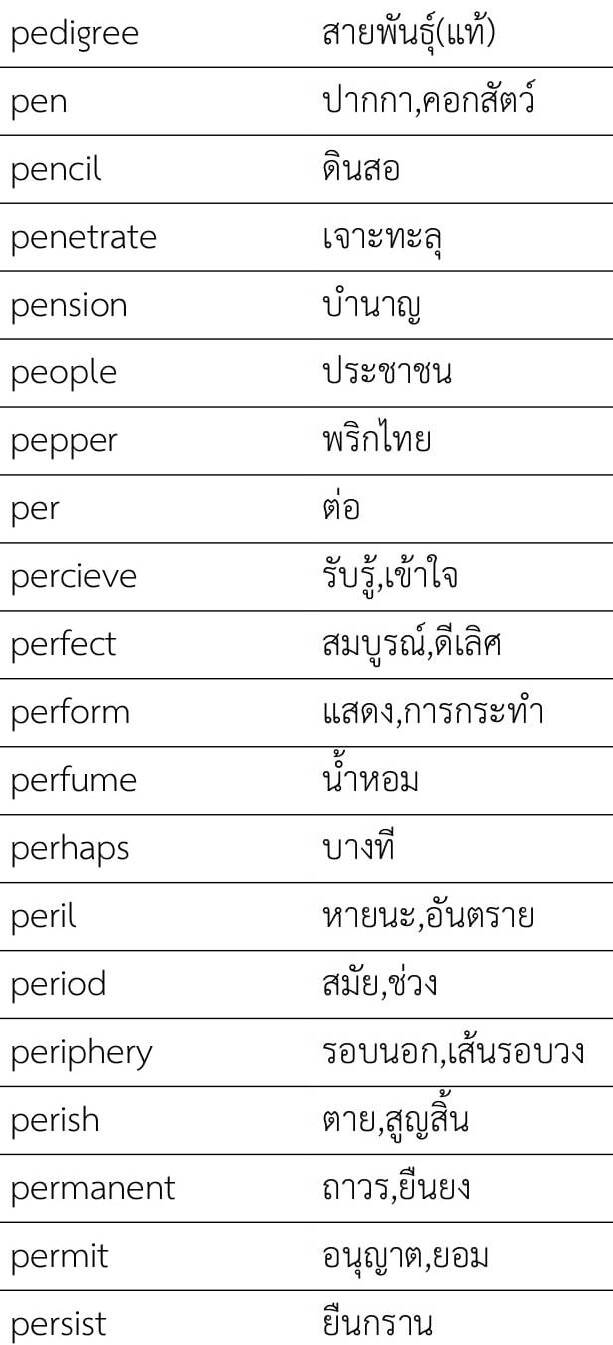 pedigree สายพันธุ์(แท้)
pen ปากกา,คอกสัตว์
pencil ดินสอ
penetrate เจาะทะลุ
pension บำนาญ
people ประชาชน
pepper พริกไทย
per ต่อ
percieve รับรู้,เข้าใจ
perfect สมบูรณ์,ดีเลิศ
perform แสดง,การกระทำ
perfume น้ำหอม
perhaps บางที
peril หายนะ,อันตราย
period สมัย,ช่วง
periphery รอบนอก,เส้นรอบวง
perish ตาย,สูญสิ้น
permanent ถาวร,ยืนยง
permit อนุญาต,ยอม
persist ยืนกราน